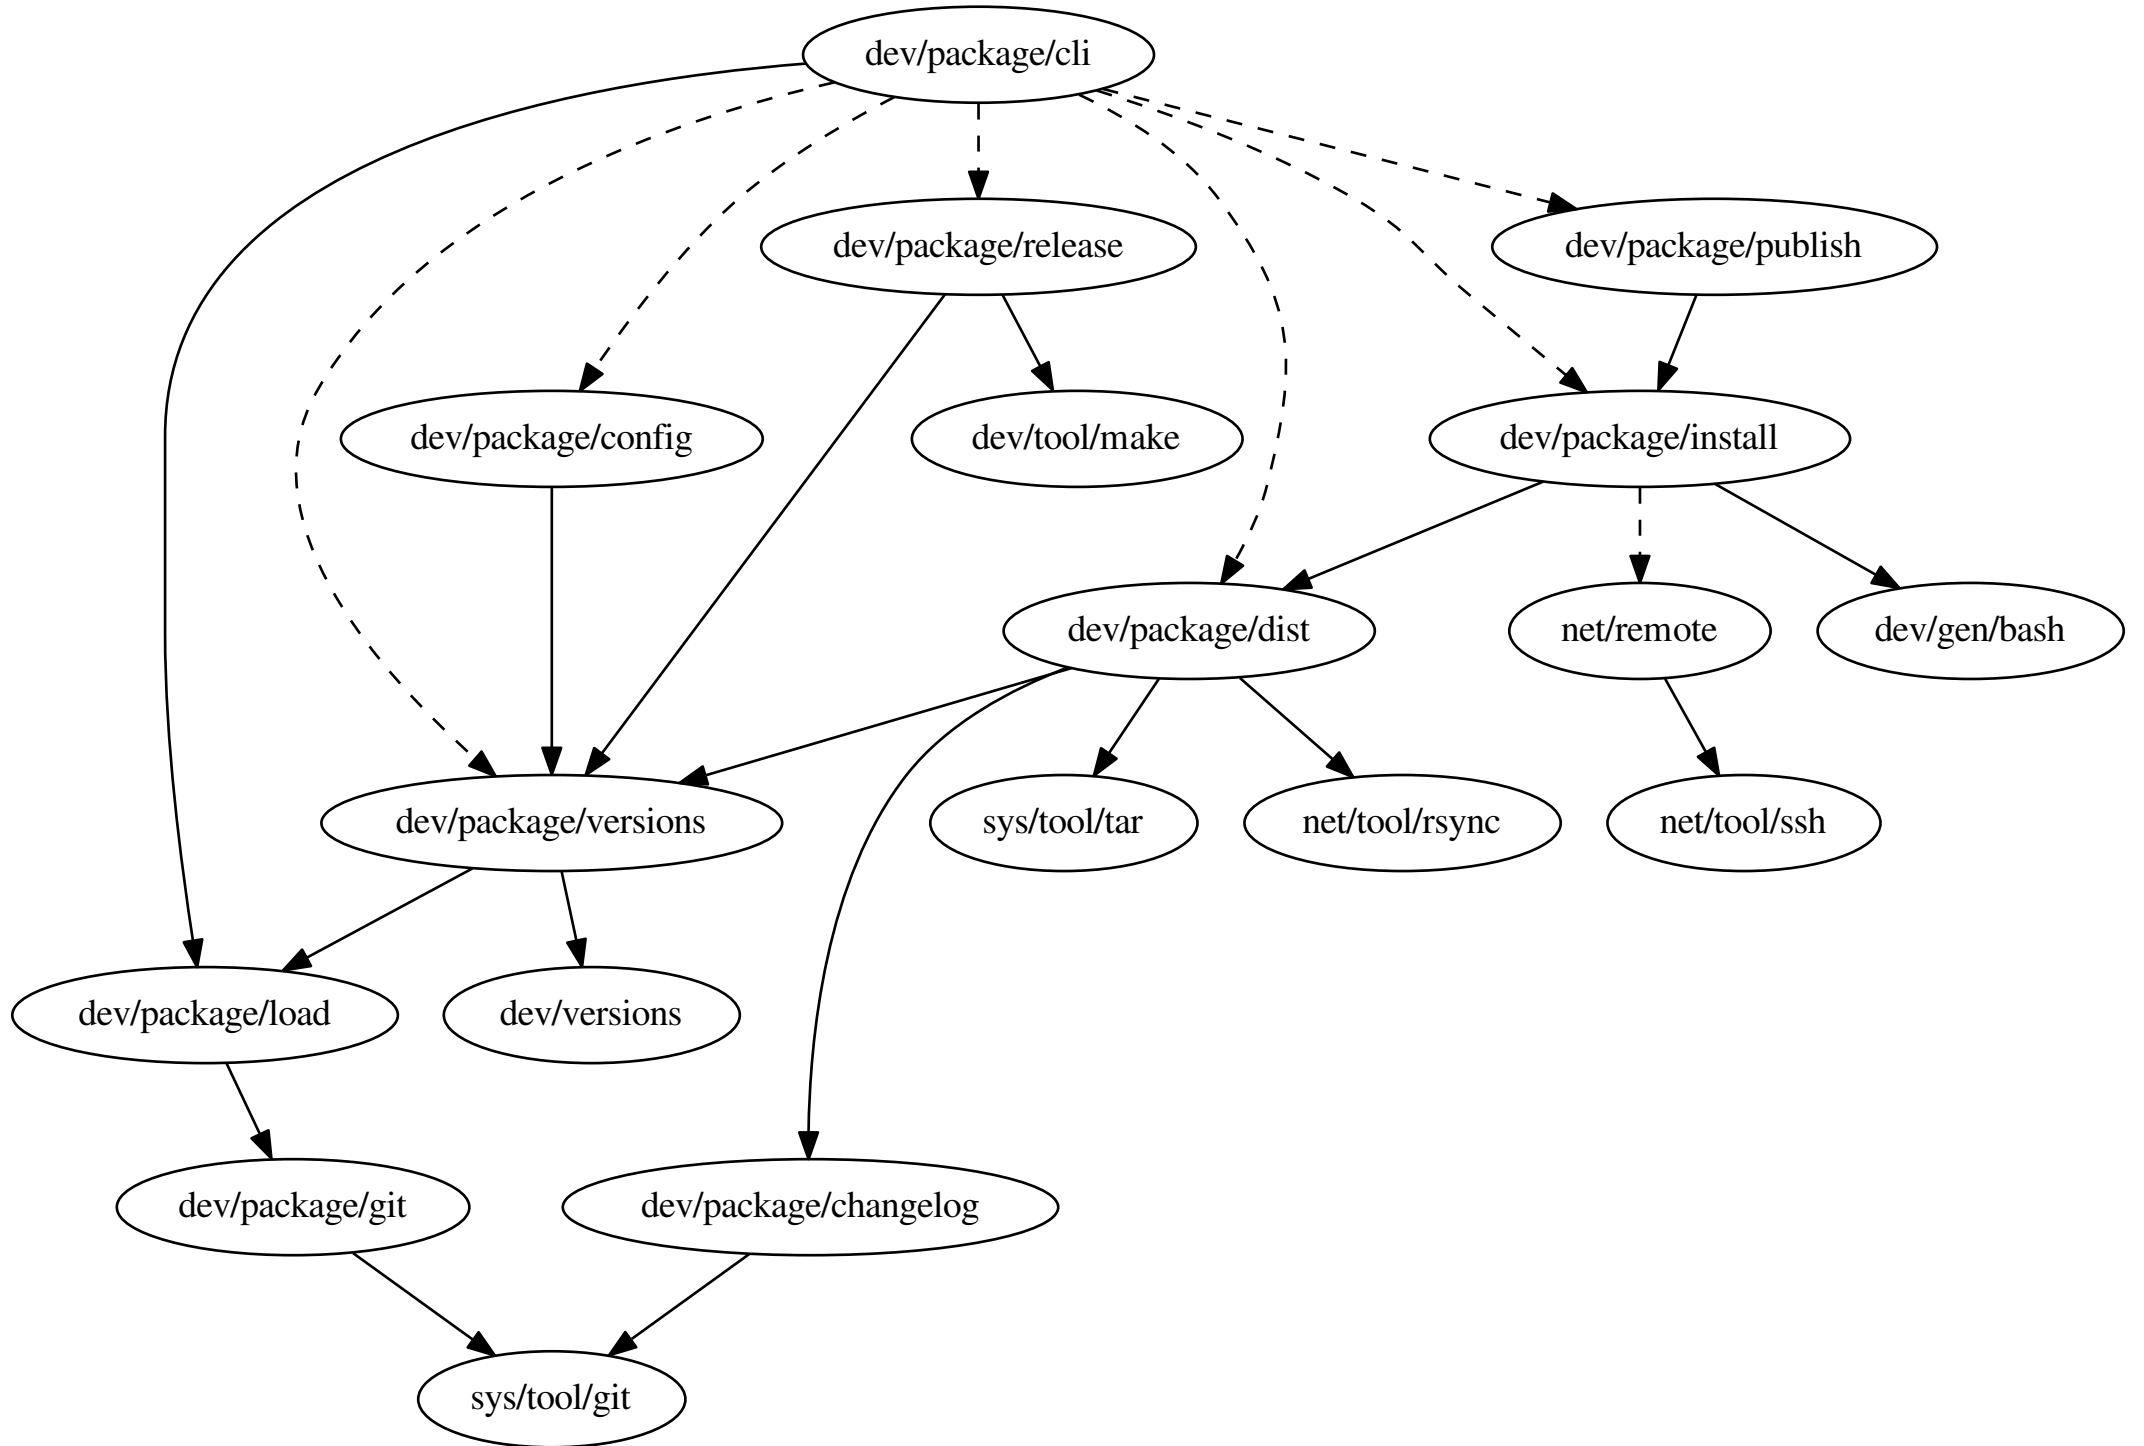 dev/package/cli
dev/package/release
dev/package/publish
dev/package/config
dev/tool/make
dev/package/install
dev/package/dist
net/remote
dev/gen/bash
dev/package/versions
sys/tool/tar
net/tool/rsync
net/tool/ssh
dev/package/load
dev/versions
dev/package/git
dev/package/changelog
sys/tool/git